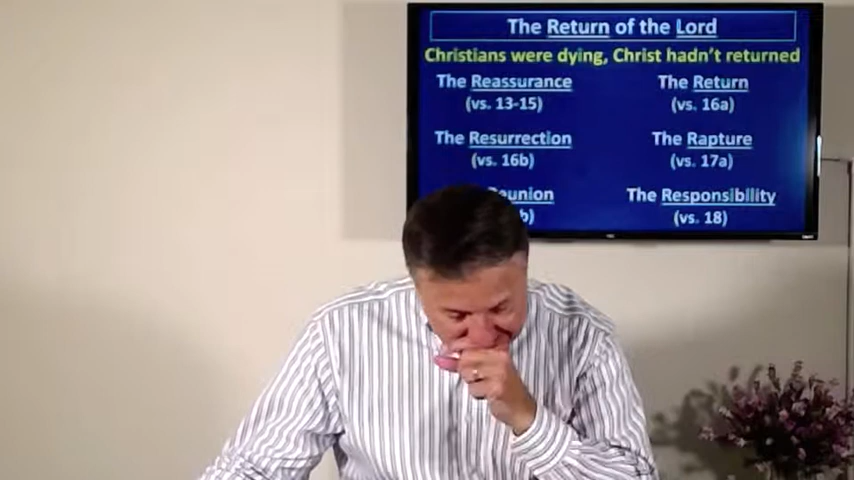 The Return of the Lord
Christians were dying, Christ hadn't returned
The Reassurance
(vs. 13-15)
The Return
(vs. 16a)
The Resurrection
(vs. 16b)
The Rapture
(vs. 17a)
Reunion
b)
The Responsibility
(vs. 18)